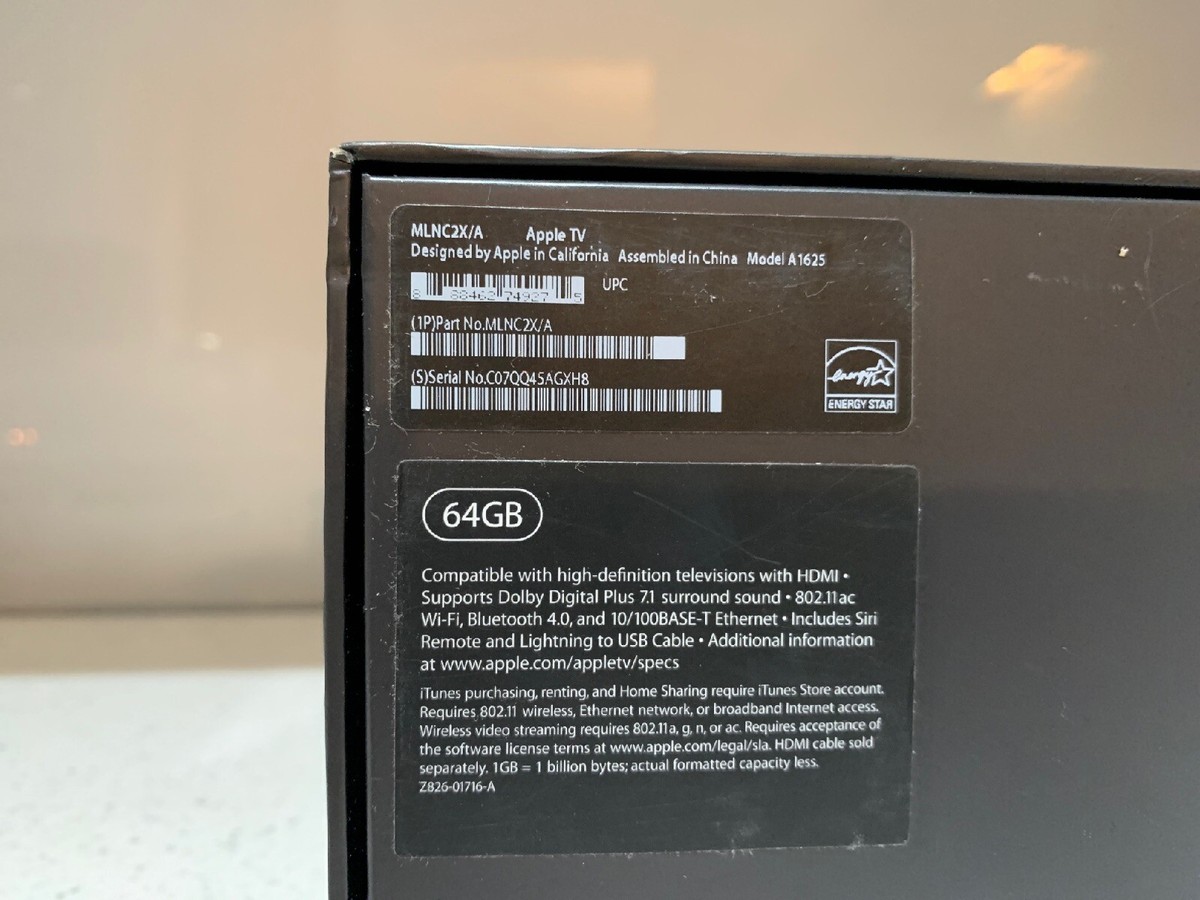 MLNC2X/A Apple TV
Designed by Apple in California Assembled in China Model A1625
8 88462 74927 5 UPC
(1P)Part No.MLNC2X/A
(S)Serial No.C07QQ45AGXH8
energy
ENERGY STAR
64GB
Compatible with high-definition televisions with HDMI •
Supports Dolby Digital Plus 7.1 surround sound • 802.11ac
Wi-Fi, Bluetooth 4.0, and 10/100BASE-T Ethernet • Includes Siri
Remote and Lightning to USB Cable • Additional information
at www.apple.com/appletv/specs
iTunes purchasing, renting, and Home Sharing require iTunes Store account.
Requires 802.11 wireless, Ethernet network, or broadband Internet access.
Wireless video streaming requires 802.11a, g, n, or ac. Requires acceptance of
the software license terms at www.apple.com/legal/sla. HDMI cable sold
separately. 1GB = 1 billion bytes; actual formatted capacity less.
Z826-01716-A